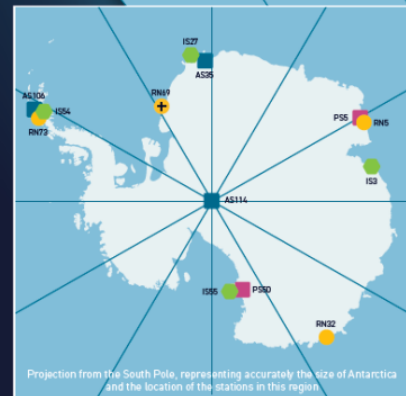 IS27
AS35
RN69
AS106
IS54
RN73
PS5
RN5
IS3
AS114
IS55
PS50
RN32
Projection from the South Pole, representing accurately the size of Antarctica
and the location of the stations in this region